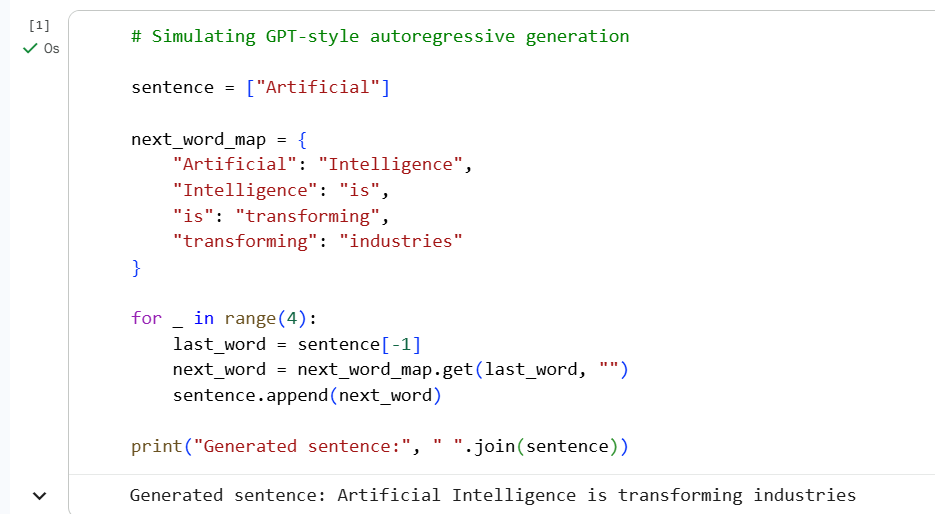 [1]
✓ 0s
# Simulating GPT-style autoregressive generation
sentence = ["Artificial"]
next_word_map = {
    "Artificial": "Intelligence",
    "Intelligence": "is",
    "is": "transforming",
    "transforming": "industries"
}
for _ in range(4):
    last_word = sentence[-1]
    next_word = next_word_map.get(last_word, "")
    sentence.append(next_word)
print("Generated sentence:", " ".join(sentence))
Generated sentence: Artificial Intelligence is transforming industries